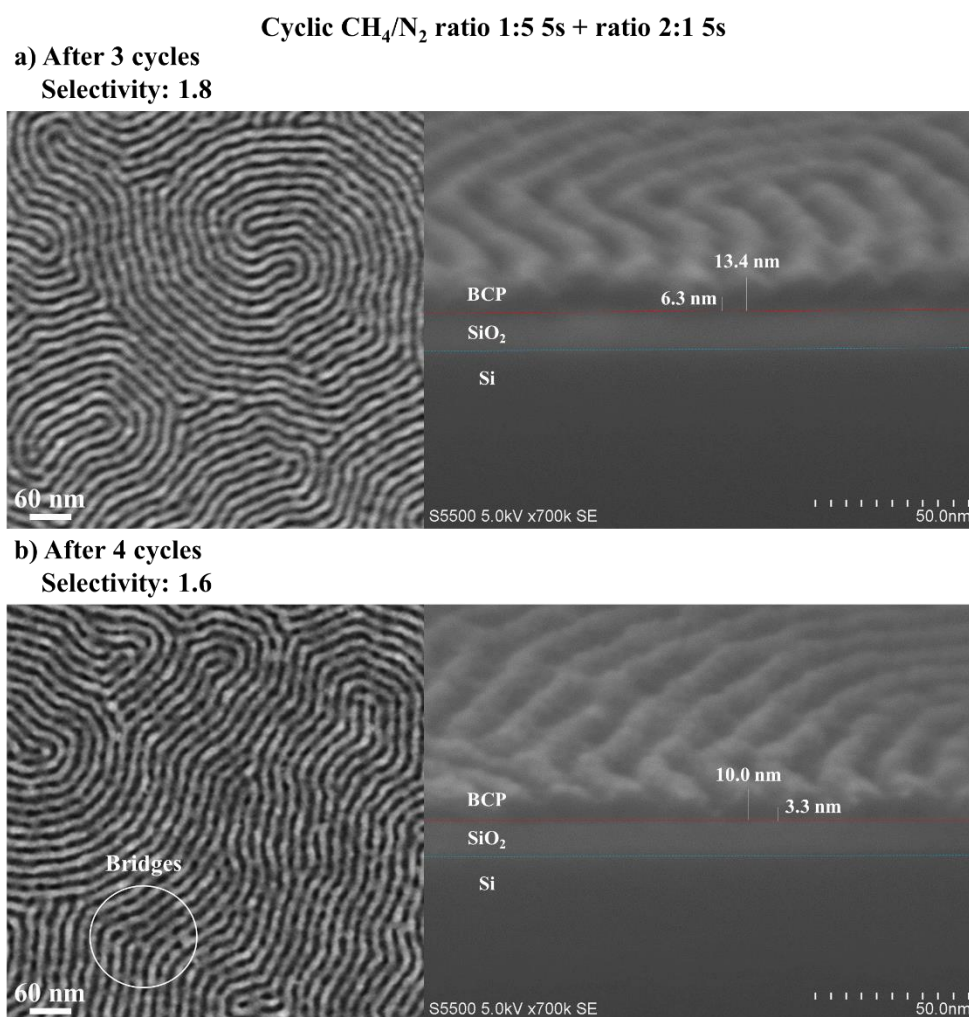 Cyclic CH₄/N₂ ratio 1:5 5s + ratio 2:1 5s
a) After 3 cycles
Selectivity: 1.8
13.4 nm
BCP
6.3 nm
SiO₂
Si
60 nm
S5500 5.0kV x700k SE
50.0nm
b) After 4 cycles
Selectivity: 1.6
10.0 nm
BCP
3.3 nm
SiO₂
Bridges
Si
60 nm
S5500 5.0kV x700k SE
50.0nm